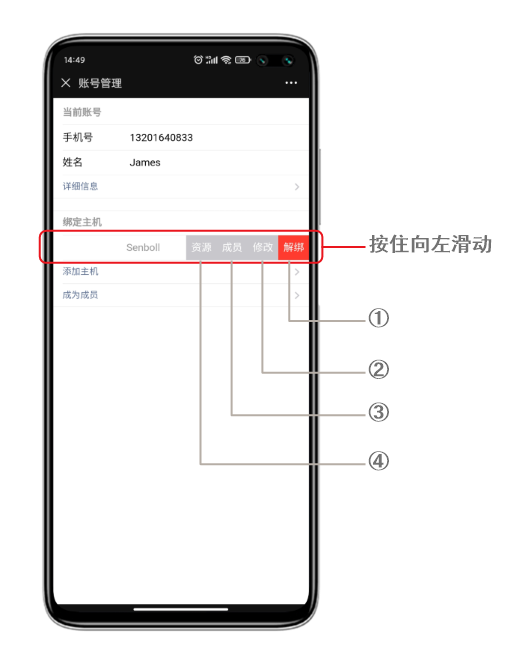 14:49
账号管理
当前账号
手机号 13201640833
姓名 James
详细信息
绑定主机
Senboll 资源 成员 修改 解绑
按住向左滑动
添加主机
成为成员
①
②
③
④